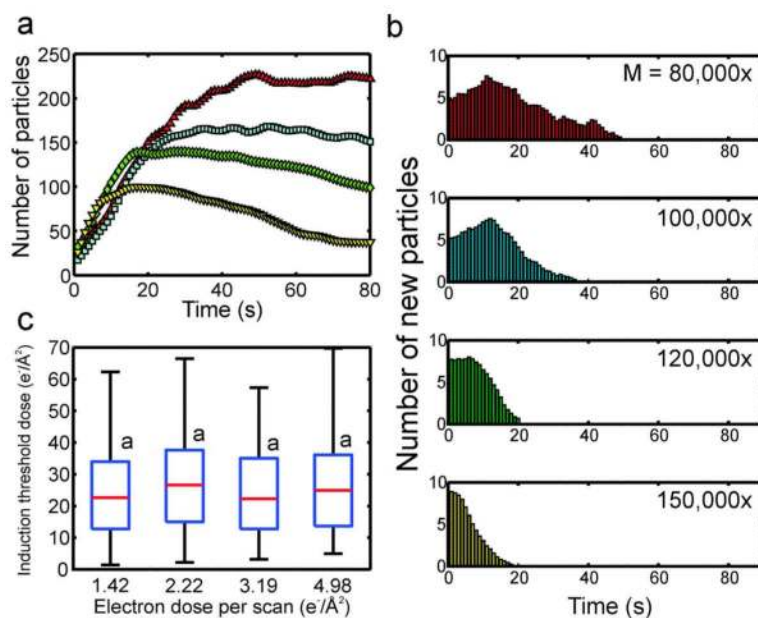 a
Number of particles
250
200
150
100
50
0
0 20 40 60 80
Time (s)
b
Number of new particles
M = 80,000x
10
5
0
0 20 40 60 80
100,000x
10
5
0
0 20 40 60 80
120,000x
10
5
0
0 20 40 60 80
150,000x
10
5
0
0 20 40 60 80
Time (s)
c
Induction threshold dose (e⁻/Å²)
70
60
50
40
30
20
10
0
a a a a
1.42 2.22 3.19 4.98
Electron dose per scan (e⁻/Å²)